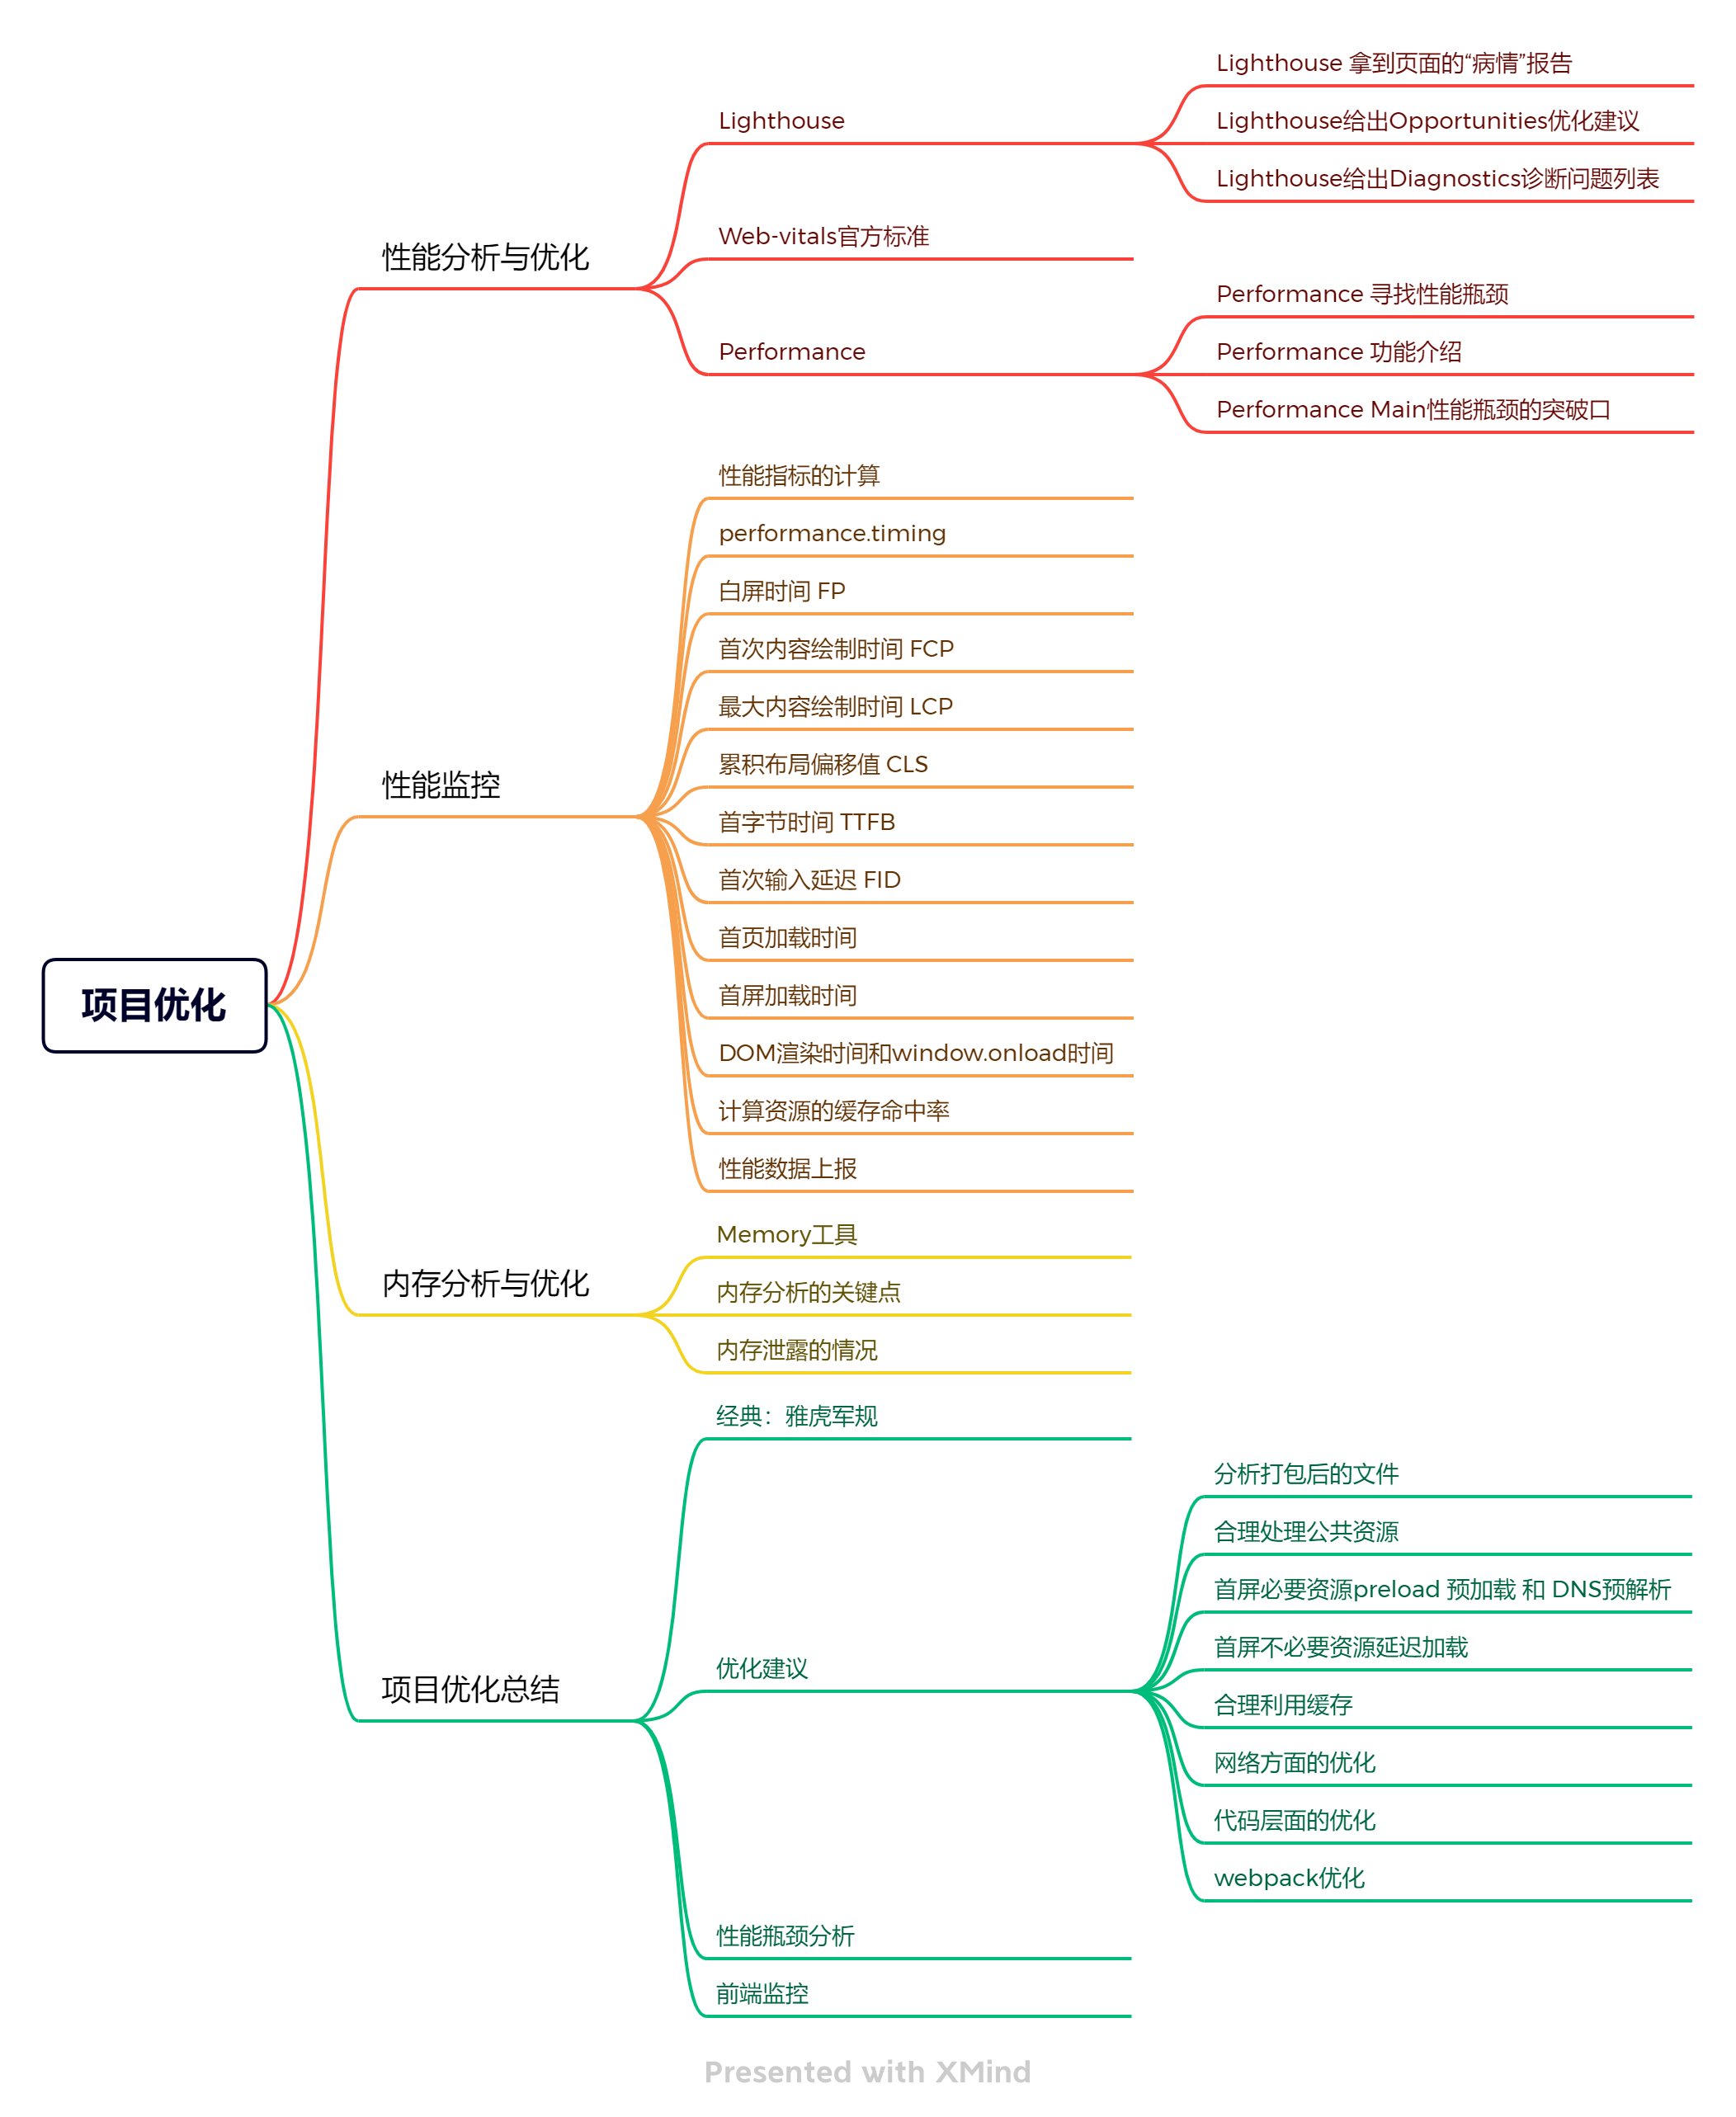 项目优化
性能分析与优化
Lighthouse
Lighthouse 拿到页面的“病情”报告
Lighthouse给出Opportunities优化建议
Lighthouse给出Diagnostics诊断问题列表
Web-vitals官方标准
Performance
Performance 寻找性能瓶颈
Performance 功能介绍
Performance Main性能瓶颈的突破口
性能监控
性能指标的计算
performance.timing
白屏时间 FP
首次内容绘制时间 FCP
最大内容绘制时间 LCP
累积布局偏移值 CLS
首字节时间 TTFB
首次输入延迟 FID
首页加载时间
首屏加载时间
DOM渲染时间和window.onload时间
计算资源的缓存命中率
性能数据上报
内存分析与优化
Memory工具
内存分析的关键点
内存泄露的情况
项目优化总结
经典：雅虎军规
优化建议
分析打包后的文件
合理处理公共资源
首屏必要资源preload 预加载 和 DNS预解析
首屏不必要资源延迟加载
合理利用缓存
网络方面的优化
代码层面的优化
webpack优化
性能瓶颈分析
前端监控
Presented with XMind